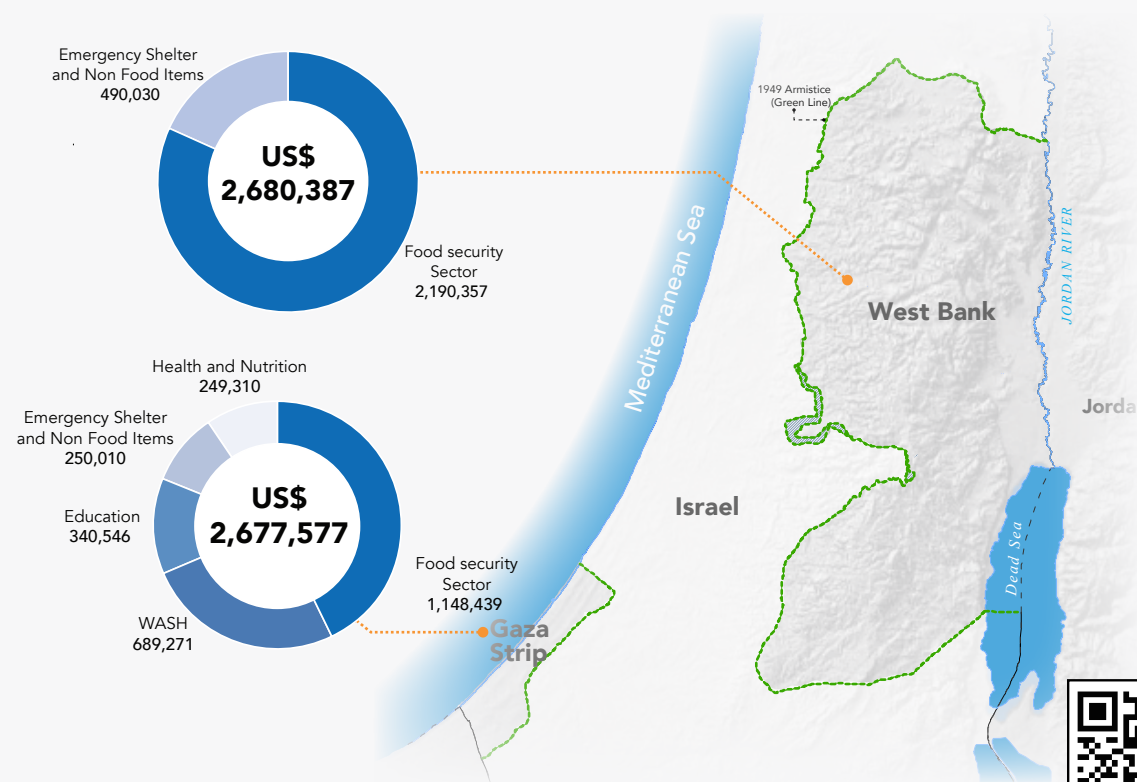 Emergency Shelter
and Non Food Items
490,030
US$
2,680,387
Food security
Sector
2,190,357
Health and Nutrition
249,310
Emergency Shelter
and Non Food Items
250,010
Education
340,546
WASH
689,271
US$
2,677,577
Food security
Sector
1,148,439
1949 Armistice
(Green Line)
Mediterranean Sea
West Bank
JORDAN RIVER
Jorda
Israel
Dead Sea
Gaza
Strip